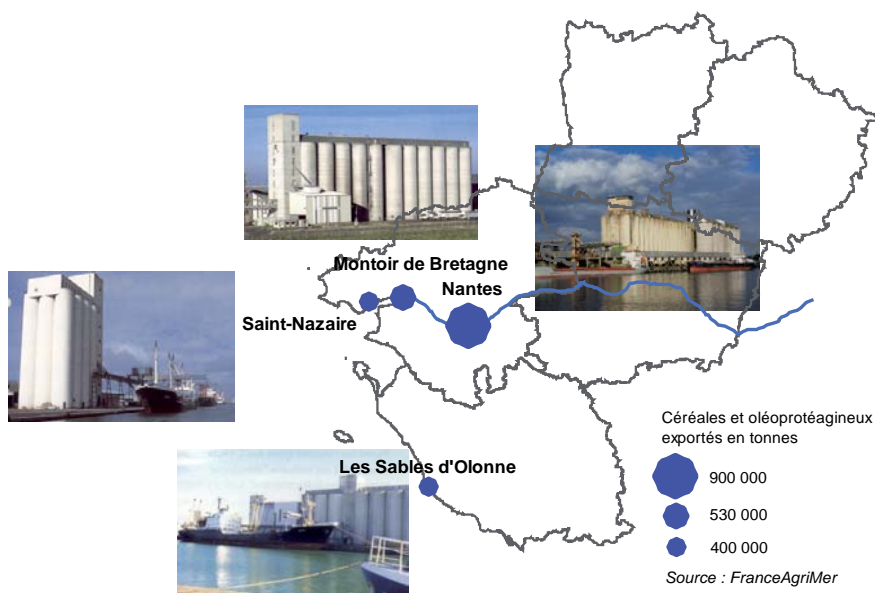 Montoir de Bretagne
Nantes
Saint-Nazaire
Les Sables d'Olonne
Céréales et oléoprotéagineux
exportés en tonnes
900 000
530 000
400 000
Source : FranceAgriMer